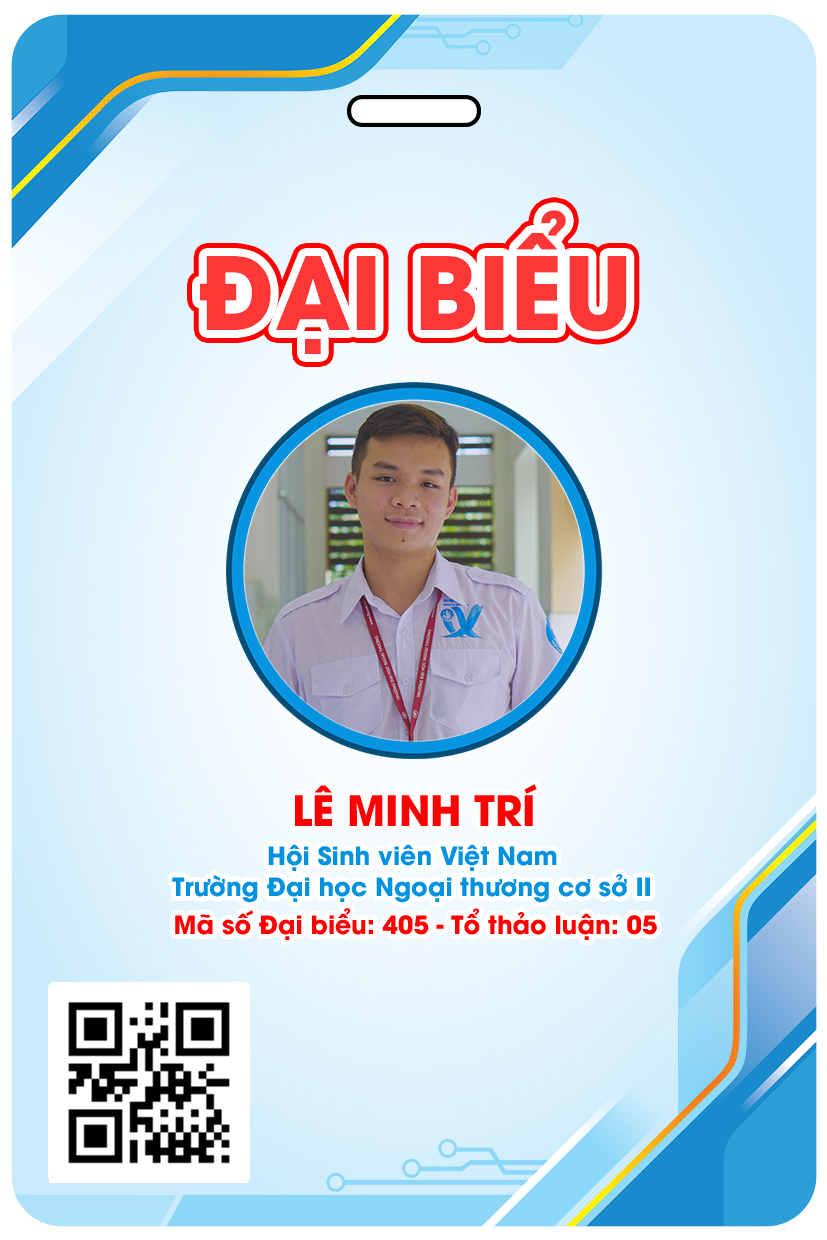 ĐẠI BIỂU
LÊ MINH TRÍ
Hội Sinh viên Việt Nam
Trường Đại học Ngoại thương cơ sở II
Mã số Đại biểu: 405 - Tổ thảo luận: 05